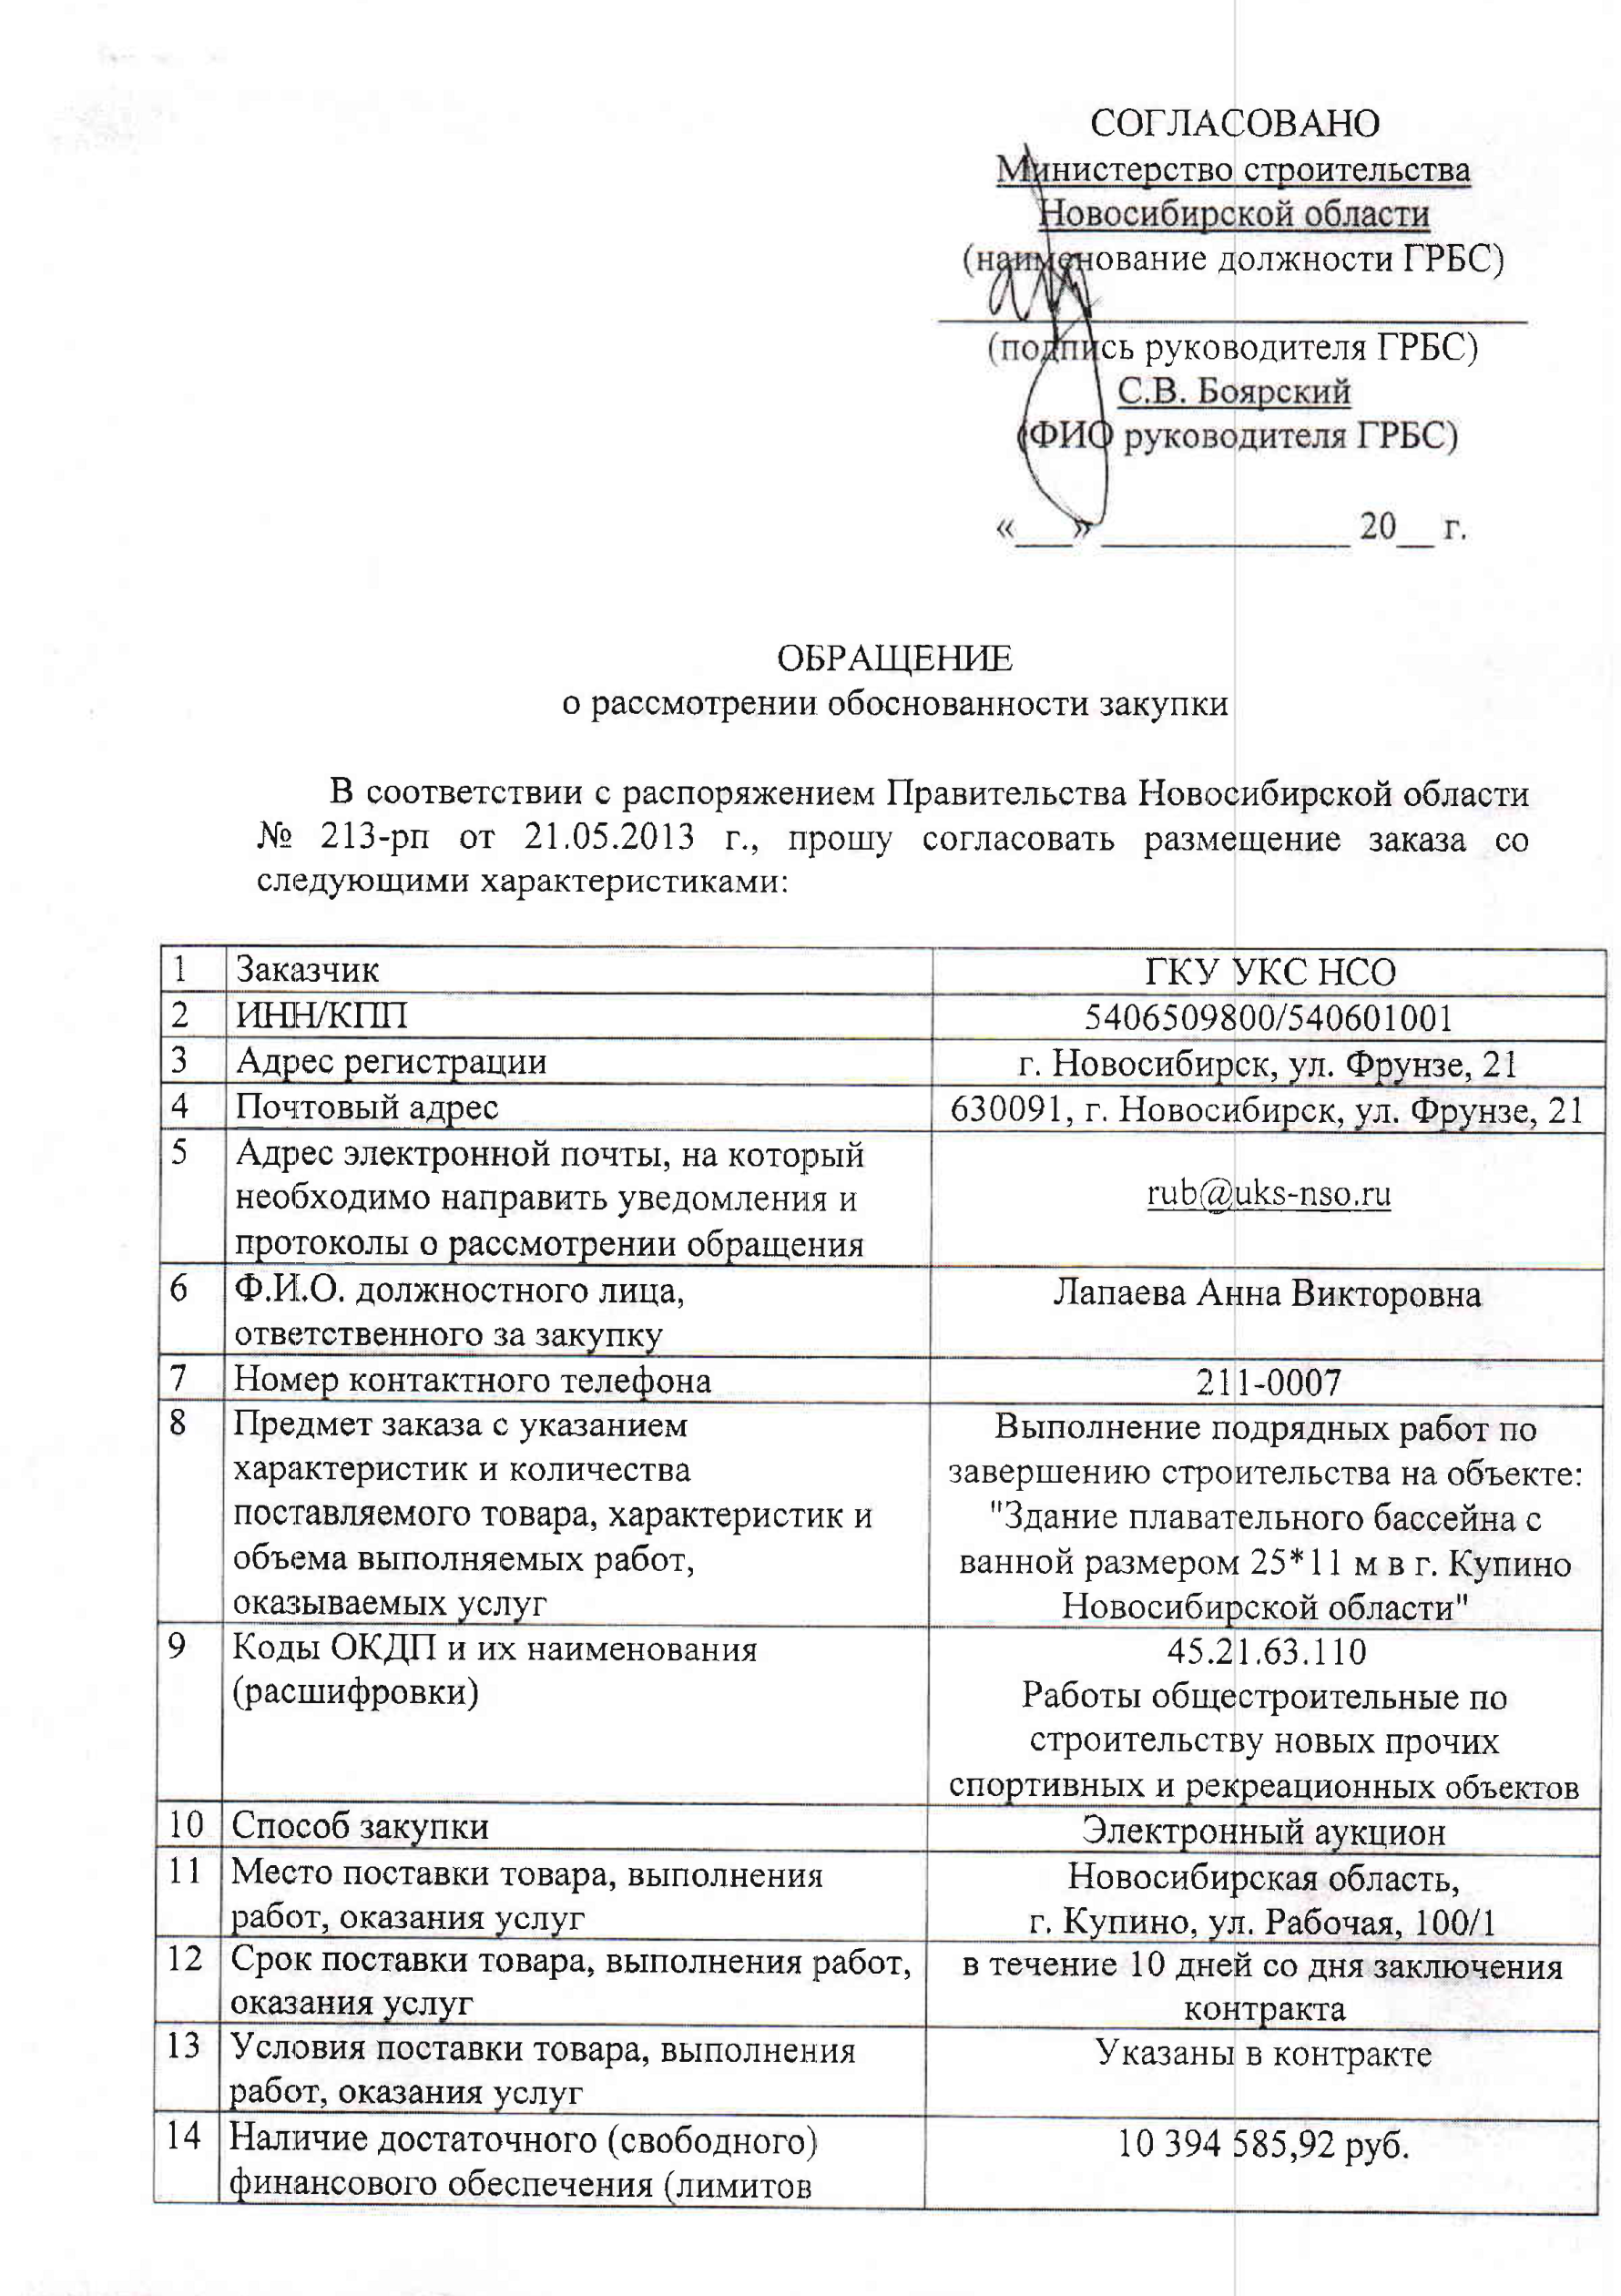 СОГЛАСОВАНО
Министерство строительства
Новосибирской области
(наименование должности ГРБС)
(подпись руководителя ГРБС)
С.В. Боярский
(ФИО руководителя ГРБС)
«___» ______________ 20__ г.
ОБРАЩЕНИЕ
о рассмотрении обоснованности закупки
В соответствии с распоряжением Правительства Новосибирской области
№ 213-рп от 21.05.2013 г., прошу согласовать размещение заказа со
следующими характеристиками:
1 Заказчик ГКУ УКС НСО
2 ИНН/КПП 5406509800/540601001
3 Адрес регистрации г. Новосибирск, ул. Фрунзе, 21
4 Почтовый адрес 630091, г. Новосибирск, ул. Фрунзе, 21
5 Адрес электронной почты, на который
необходимо направить уведомления и
протоколы о рассмотрении обращения
rub@uks-nso.ru
6 Ф.И.О. должностного лица,
ответственного за закупку
Лапаева Анна Викторовна
7 Номер контактного телефона 211-0007
8 Предмет заказа с указанием
характеристик и количества
поставляемого товара, характеристик и
объема выполняемых работ,
оказываемых услуг
Выполнение подрядных работ по
завершению строительства на объекте:
"Здание плавательного бассейна с
ванной размером 25*11 м в г. Купино
Новосибирской области"
9 Коды ОКДП и их наименования
(расшифровки)
45.21.63.110
Работы общестроительные по
строительству новых прочих
спортивных и рекреационных объектов
10 Способ закупки Электронный аукцион
11 Место поставки товара, выполнения
работ, оказания услуг
Новосибирская область,
г. Купино, ул. Рабочая, 100/1
12 Срок поставки товара, выполнения работ,
оказания услуг
в течение 10 дней со дня заключения
контракта
13 Условия поставки товара, выполнения
работ, оказания услуг
Указаны в контракте
14 Наличие достаточного (свободного)
финансового обеспечения (лимитов
10 394 585,92 руб.